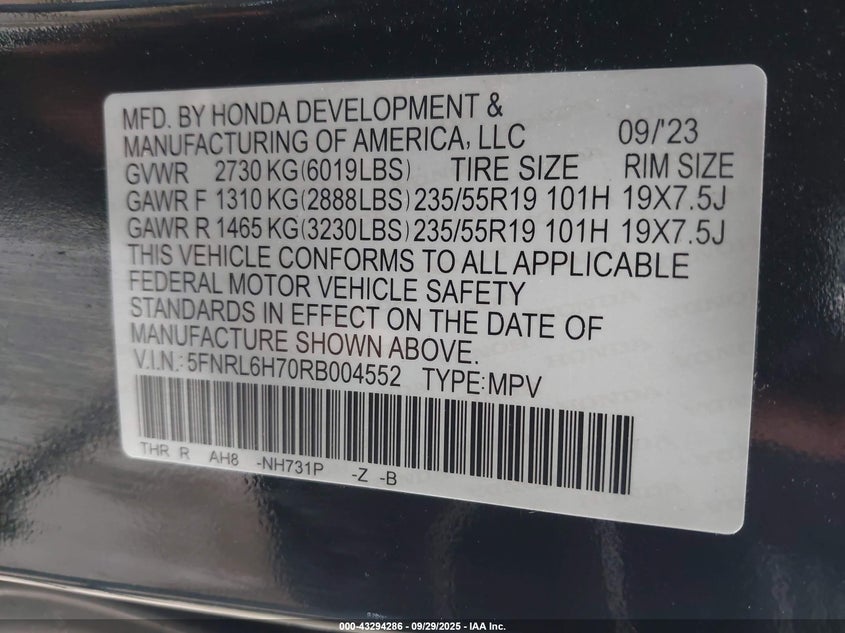 MFD. BY HONDA DEVELOPMENT &
MANUFACTURING OF AMERICA, LLC 09/'23
GVWR 2730 KG(6019LBS) TIRE SIZE RIM SIZE
GAWR F 1310 KG(2888LBS) 235/55R19 101H 19X7.5J
GAWR R 1465 KG(3230LBS) 235/55R19 101H 19X7.5J
THIS VEHICLE CONFORMS TO ALL APPLICABLE
FEDERAL MOTOR VEHICLE SAFETY
STANDARDS IN EFFECT ON THE DATE OF
MANUFACTURE SHOWN ABOVE.
V.I.N.: 5FNRL6H70RB004552 TYPE:MPV
THR R AH8 -NH731P -Z -B
000-43294286 - 09/29/2025 - IAA Inc.